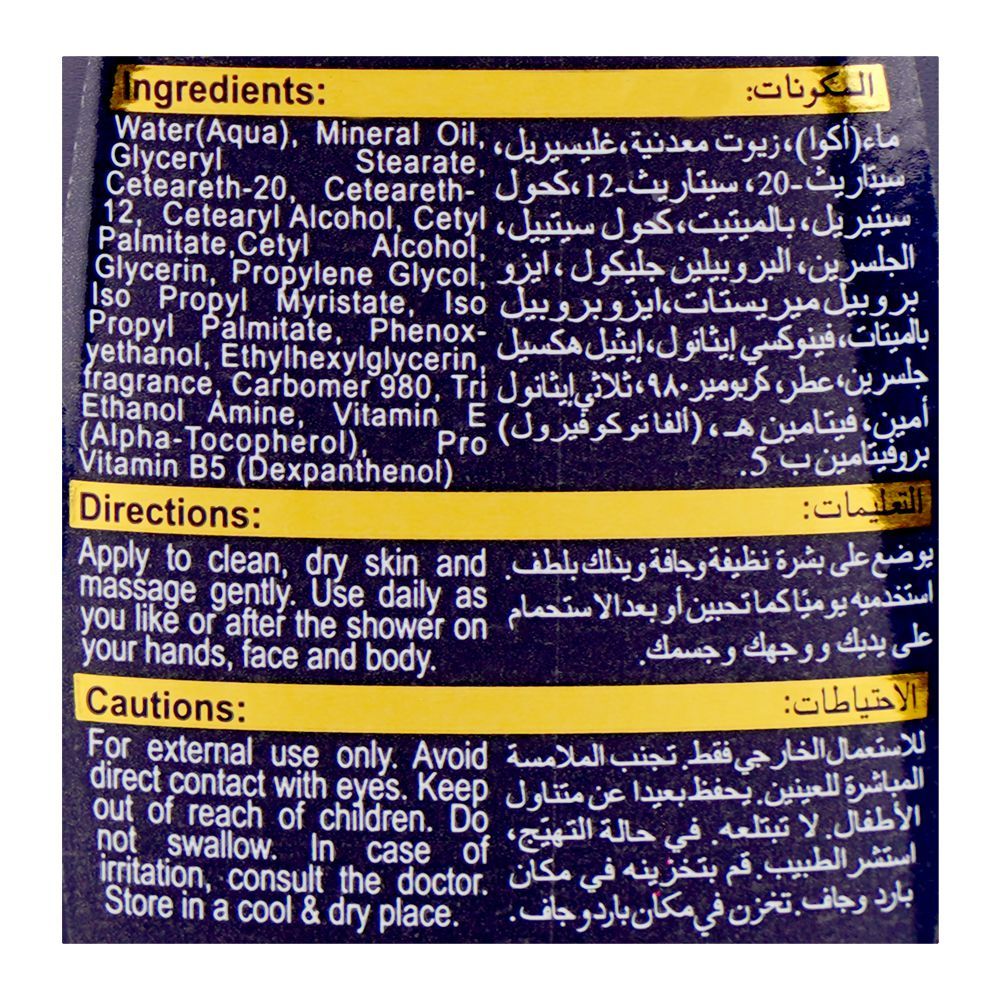 Ingredients:
Water(Aqua), Mineral Oil,
Glyceryl Stearate,
Ceteareth-20, Ceteareth-
12, Cetearyl Alcohol, Cetyl
Palmitate,Cetyl Alcohol,
Glycerin, Propylene Glycol,
Iso Propyl Myristate, Iso
Propyl Palmitate, Phenox-
yethanol, Ethylhexylglycerin,
fragrance, Carbomer 980, Tri
Ethanol Amine, Vitamin E
(Alpha-Tocopherol), Pro
Vitamin B5 (Dexpanthenol)
المكونات:
ماء(أكوا)،زيوت معدنية،غليسيريل،
سيتاريث-20، سيتاريث-12،كحول
سيتيريل، بالميتيت،كحول سيتييل،
الجلسرين، البروبيلين جليكول ، ايزو
بروبيل ميريستات،ايزوبروبيل
بالميتات، فينوكسي إيثانول،إيثيل هكسيل
جلسرين،عطر، كربومير ٩٨٠،ثلاثي إيثانول
أمين، فيتامين هـ ، (ألفا توكوفيرول)
بروفيتامين ب 5.
Directions:
Apply to clean, dry skin and
massage gently. Use daily as
you like or after the shower on
your hands, face and body.
التعليمات:
يوضع على بشرة نظيفة وجافة ويدلك بلطف.
استخدميه يوميًا كما تحبين أو بعد الاستحمام
على يديك ووجهك وجسمك.
Cautions:
For external use only. Avoid
direct contact with eyes. Keep
out of reach of children. Do
not swallow. In case of
irritation, consult the doctor.
Store in a cool & dry place.
الاحتياطات:
للاستعمال الخارجي فقط. تجنب الملامسة
المباشرة للعينين. يحفظ بعيدا عن متناول
الأطفال. لا تبتلعه. في حالة التهيّج،
استشر الطبيب. قم بتخزينه في مكان
بارد وجاف. تخزن في مكان بارد وجاف.